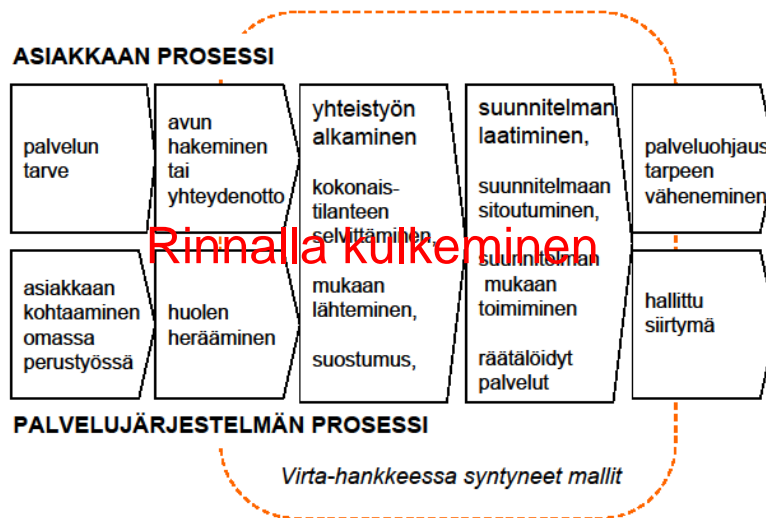 ASIAKKAAN PROSESSI
palvelun
tarve
avun
hakeminen
tai
yhteydenotto
yhteistyön
alkaminen
kokonais-
tilanteen
selvittäminen,
mukaan
lähteminen,
suostumus,
suunnitelman
laatiminen,
suunnitelmaan
sitoutuminen,
suunnitelman
mukaan
toimiminen
räätälöidyt
palvelut
palveluohjaus
tarpeen
väheneminen
Rinnalla kulkeminen
asiakkaan
kohtaaminen
omassa
perustyössä
huolen
herääminen
hallittu
siirtymä
PALVELUJÄRJESTELMÄN PROSESSI
Virta-hankkeessa syntyneet mallit